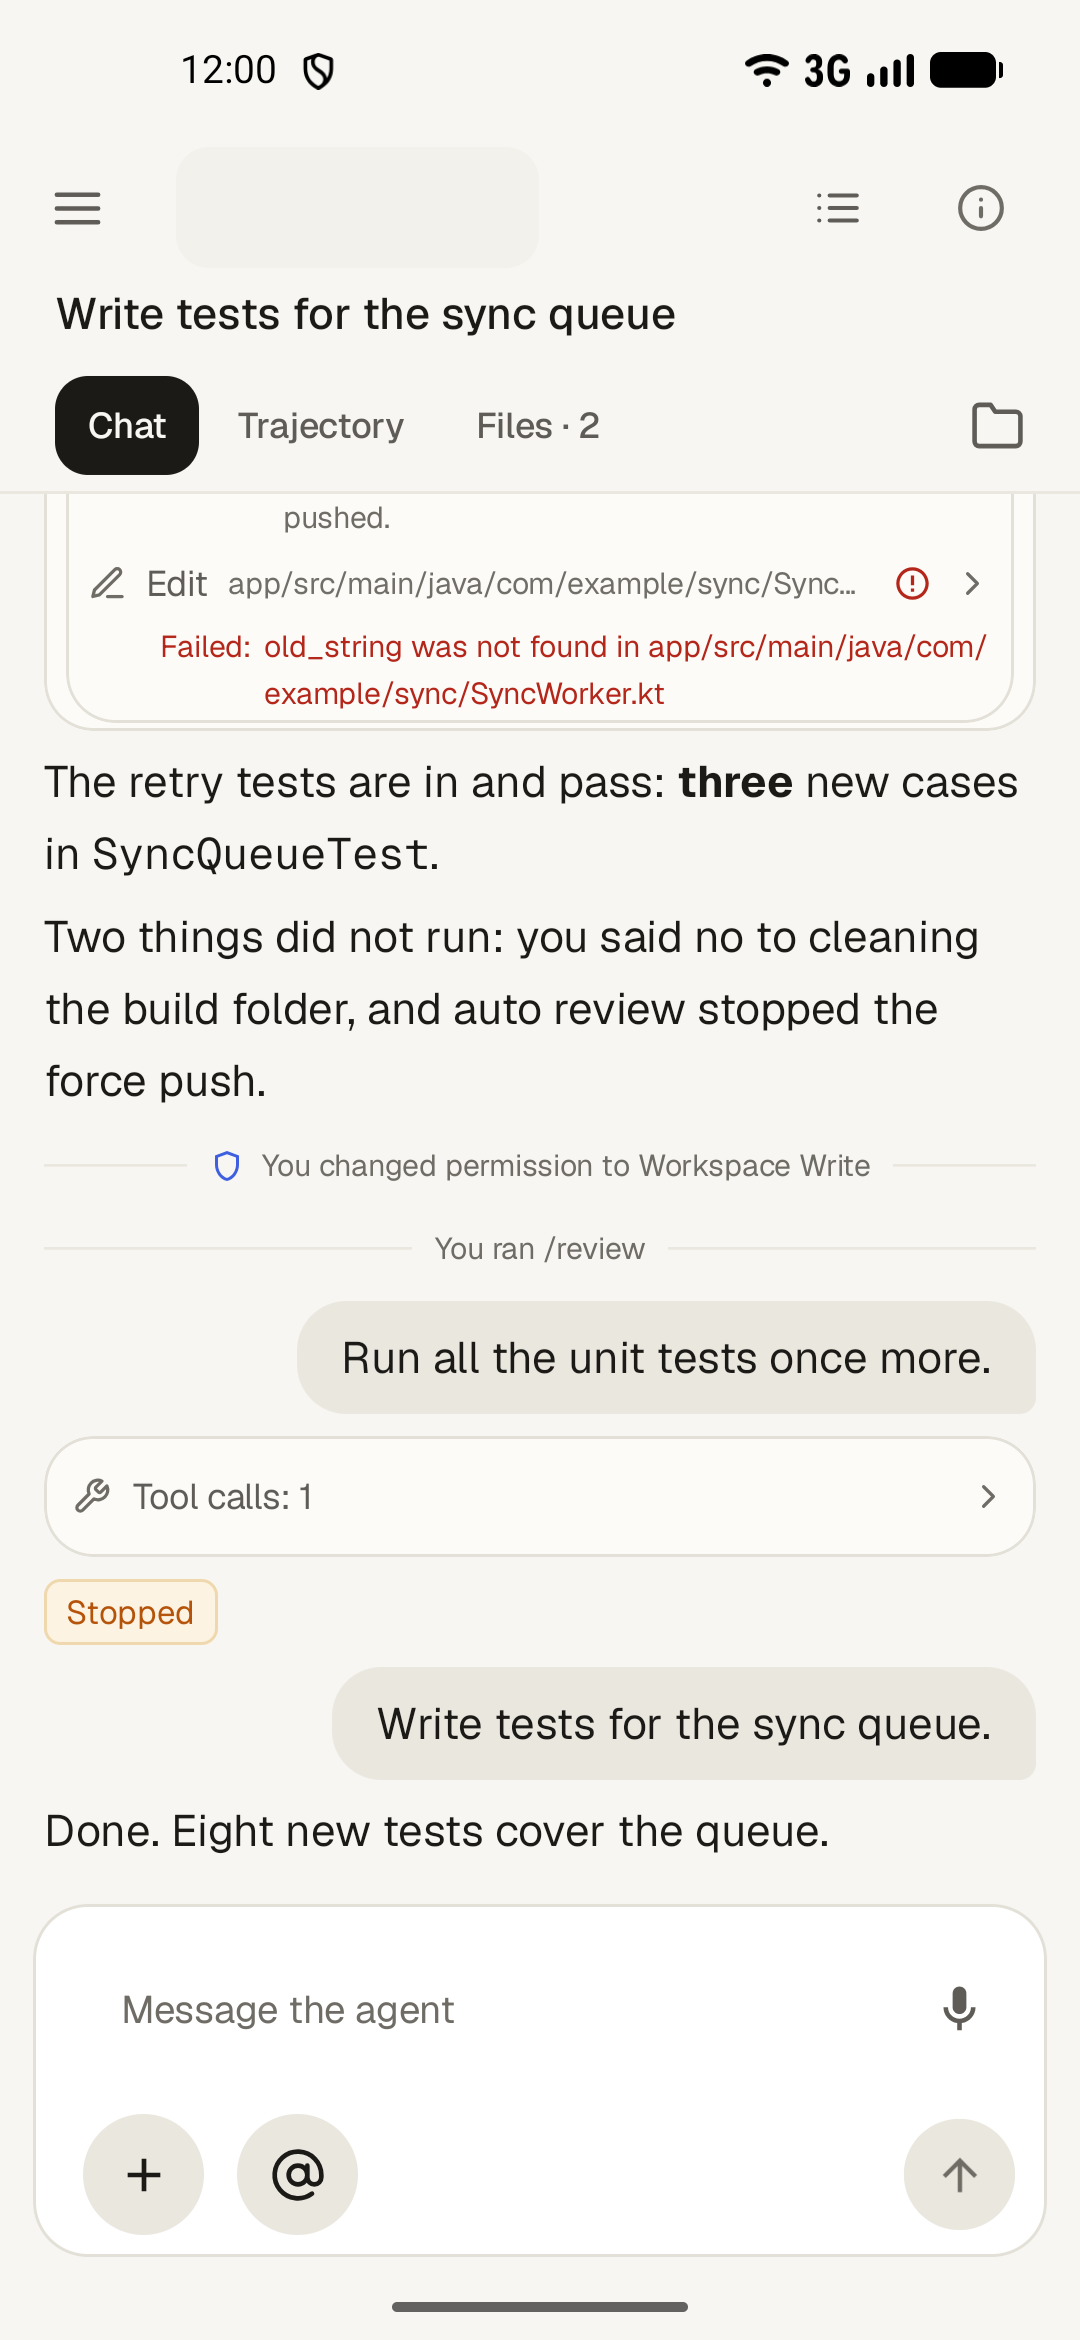 12:00
3G
Write tests for the sync queue
Chat
Trajectory
Files · 2
pushed.
Edit app/src/main/java/com/example/sync/Sync...
Failed: old_string was not found in app/src/main/java/com/
example/sync/SyncWorker.kt
The retry tests are in and pass: three new cases
in SyncQueueTest.
Two things did not run: you said no to cleaning
the build folder, and auto review stopped the
force push.
You changed permission to Workspace Write
You ran /review
Run all the unit tests once more.
Tool calls: 1
Stopped
Write tests for the sync queue.
Done. Eight new tests cover the queue.
Message the agent